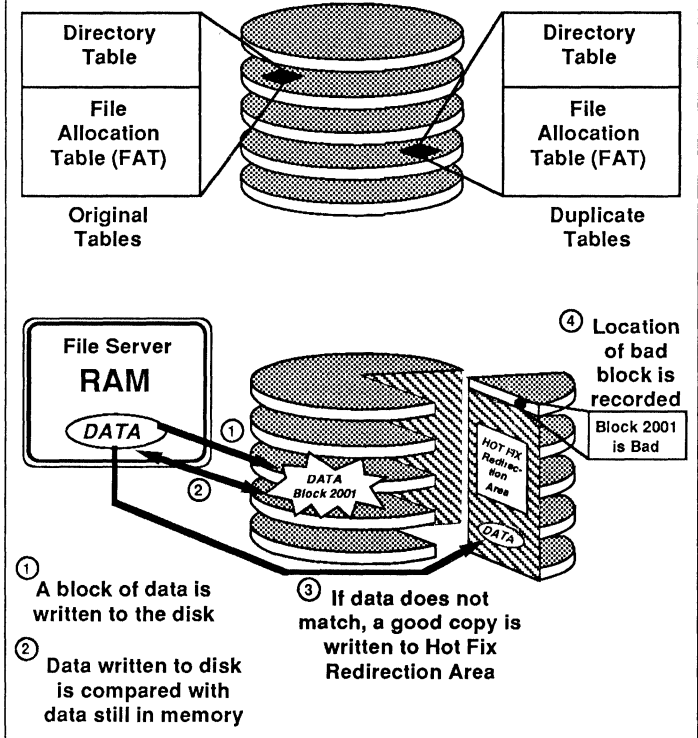 Directory
Table
File
Allocation
Table (FAT)
Original
Tables
Directory
Table
File
Allocation
Table (FAT)
Duplicate
Tables
File Server
RAM
DATA
1
2
DATA
Block 2001
HOT FIX
Redirec-
tion
Area
DATA
4 Location
of bad
block is
recorded
Block 2001
is Bad
1
A block of data is
written to the disk
2
Data written to disk
is compared with
data still in memory
3 If data does not
match, a good copy is
written to Hot Fix
Redirection Area